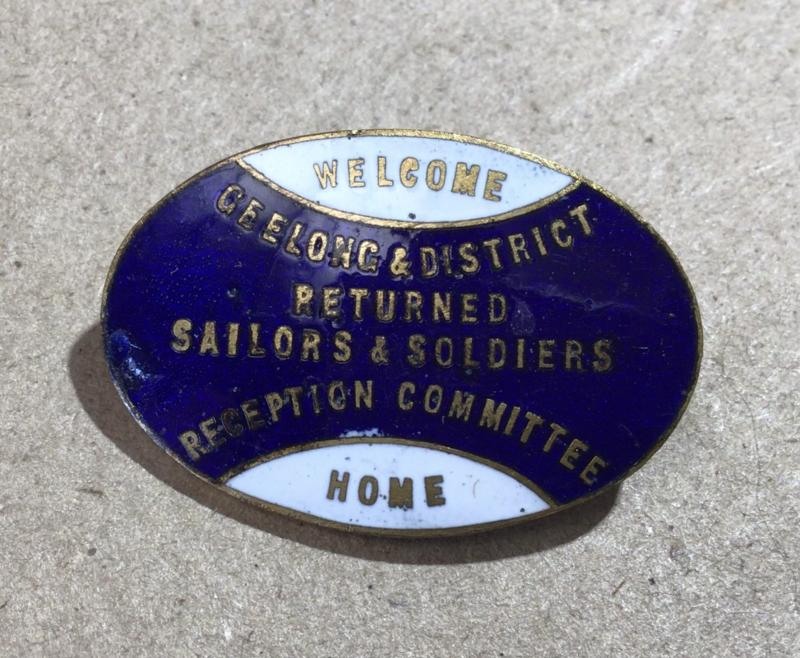 WELCOME
GEELONG & DISTRICT
RETURNED
SAILORS & SOLDIERS
RECEPTION COMMITTEE
HOME